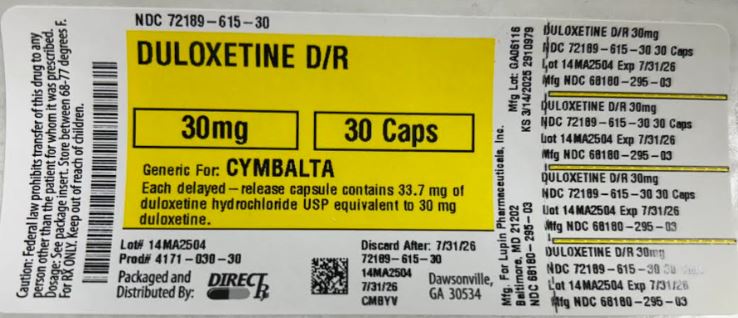 NDC 72189-615-30
DULOXETINE D/R
30mg
30 Caps
Generic For: CYMBALTA
Each delayed-release capsule contains 33.7 mg of
duloxetine hydrochloride USP equivalent to 30 mg
duloxetine.
Lot# 14MA2504
Prod# 4171-030-30
Packaged and
Distributed By:
DIRECT Rx
Discard After: 7/31/26
72189-615-30
14MA2504
7/31/26
CMBYV
Dawsonville,
GA 30534
Caution: Federal law prohibits transfer of this drug to any
person other than the patient for whom it was prescribed.
Dosage: See package insert. Store between 68-77 degrees F.
For RX ONLY. Keep out of reach of children.
Mfg. For Lupin Pharmaceuticals, Inc.
Baltimore, MD 21202
NDC 68180-295-03
Mfg Lot: GA06116
KS 3/14/2025 2910979
DULOXETINE D/R 30mg
NDC 72189-615-30 30 Caps
Lot 14MA2504 Exp 7/31/26
Mfg NDC 68180-295-03
DULOXETINE D/R 30mg
NDC 72189-615-30 30 Caps
Lot 14MA2504 Exp 7/31/26
Mfg NDC 68180-295-03
DULOXETINE D/R 30mg
NDC 72189-615-30 30 Caps
Lot 14MA2504 Exp 7/31/26
Mfg NDC 68180-295-03
DULOXETINE D/R 30mg
NDC 72189-615-30 30
Lot 14MA2504 Exp 7/31/26
Mfg NDC 68180-295-03